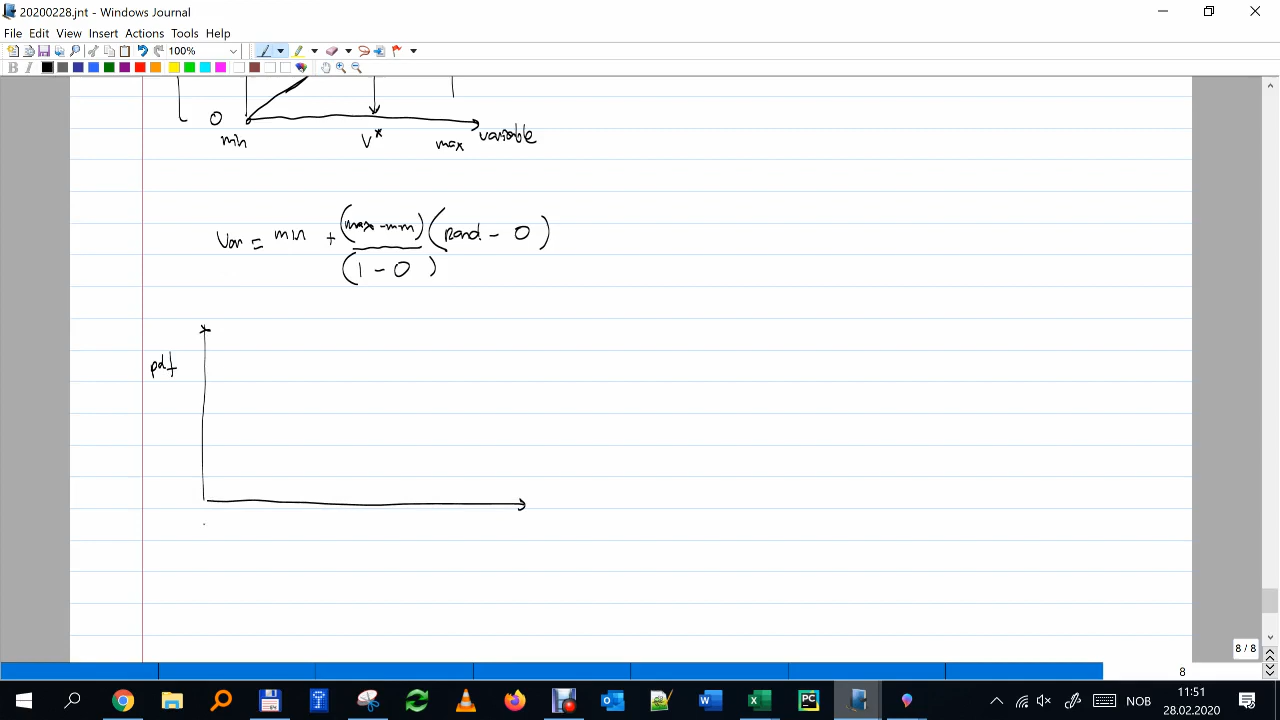 20200228.jnt - Windows Journal
File Edit View Insert Actions Tools Help
100%
B I
0
min V* max variable
Var = min + (max - min) (Rand - 0)
(1 - 0)
pdf
8 / 8
8
NOB
11:51
28.02.2020